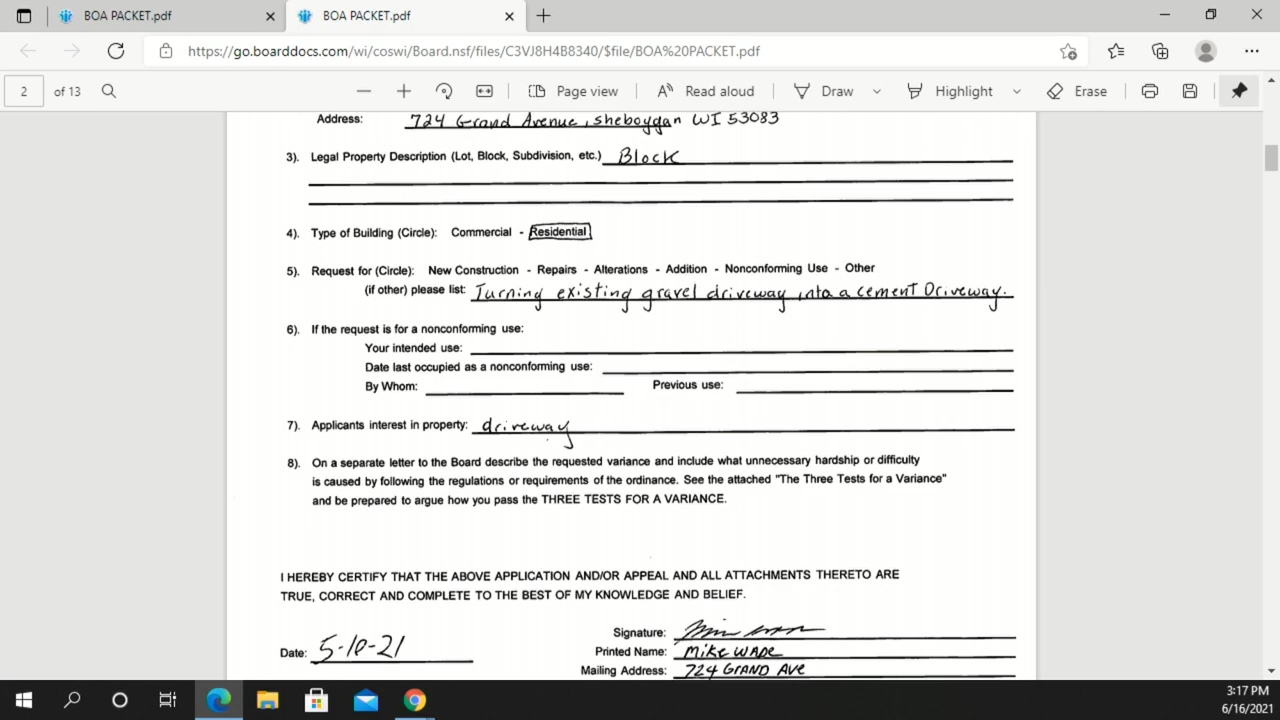 BOA PACKET.pdf
BOA PACKET.pdf
https://go.boarddocs.com/wi/coswi/Board.nsf/files/C3VJ8H4B8340/$file/BOA%20PACKET.pdf
2 of 13 Page view Read aloud Draw Highlight Erase
Address: 724 Grand Avenue, sheboygan WI 53083
3). Legal Property Description (Lot, Block, Subdivision, etc.) Block
4). Type of Building (Circle): Commercial - Residential
5). Request for (Circle): New Construction - Repairs - Alterations - Addition - Nonconforming Use - Other
(if other) please list: Turning existing gravel driveway into a cement Driveway.
6). If the request is for a nonconforming use:
Your intended use:
Date last occupied as a nonconforming use:
By Whom: Previous use:
7). Applicants interest in property: driveway
8). On a separate letter to the Board describe the requested variance and include what unnecessary hardship or difficulty
is caused by following the regulations or requirements of the ordinance. See the attached "The Three Tests for a Variance"
and be prepared to argue how you pass the THREE TESTS FOR A VARIANCE.
I HEREBY CERTIFY THAT THE ABOVE APPLICATION AND/OR APPEAL AND ALL ATTACHMENTS THERETO ARE
TRUE, CORRECT AND COMPLETE TO THE BEST OF MY KNOWLEDGE AND BELIEF.
Signature:
Date: 5-10-21
Printed Name: MIKE WADE
Mailing Address: 724 GRAND AVE
3:17 PM
6/16/2021